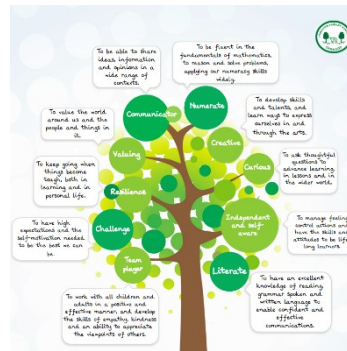 To be able to share
ideas, information
and opinions in a
wide range of
contexts.
To be fluent in the
fundamentals of mathematics,
to reason and solve problems,
applying our numeracy skills
widely.
Communicator
Numerate
To value the world
around us and the
people and things in
it.
To develop skills
and talents, and
learn ways to express
ourselves in and
through the arts.
Valuing
Creative
To keep going when
things become
tough, both in
learning and in
personal life.
Curious
To ask thoughtful
questions to
advance learning
in lessons and in
the wider world.
Resilience
To have high
expectations and the
self-motivation needed
to be the best we can
be.
Challenge
Independent
and self-
aware
To manage feeling
control actions and
have the skills and
attitudes to be life
long learners.
Team
player
Literate
To work with all children and
adults in a positive and
effective manner, and develop
the skills of empathy, kindness
and an ability to appreciate
the viewpoints of others.
To have an excellent
knowledge of reading,
grammar spoken and
written language to
enable confident and
effective
communications.